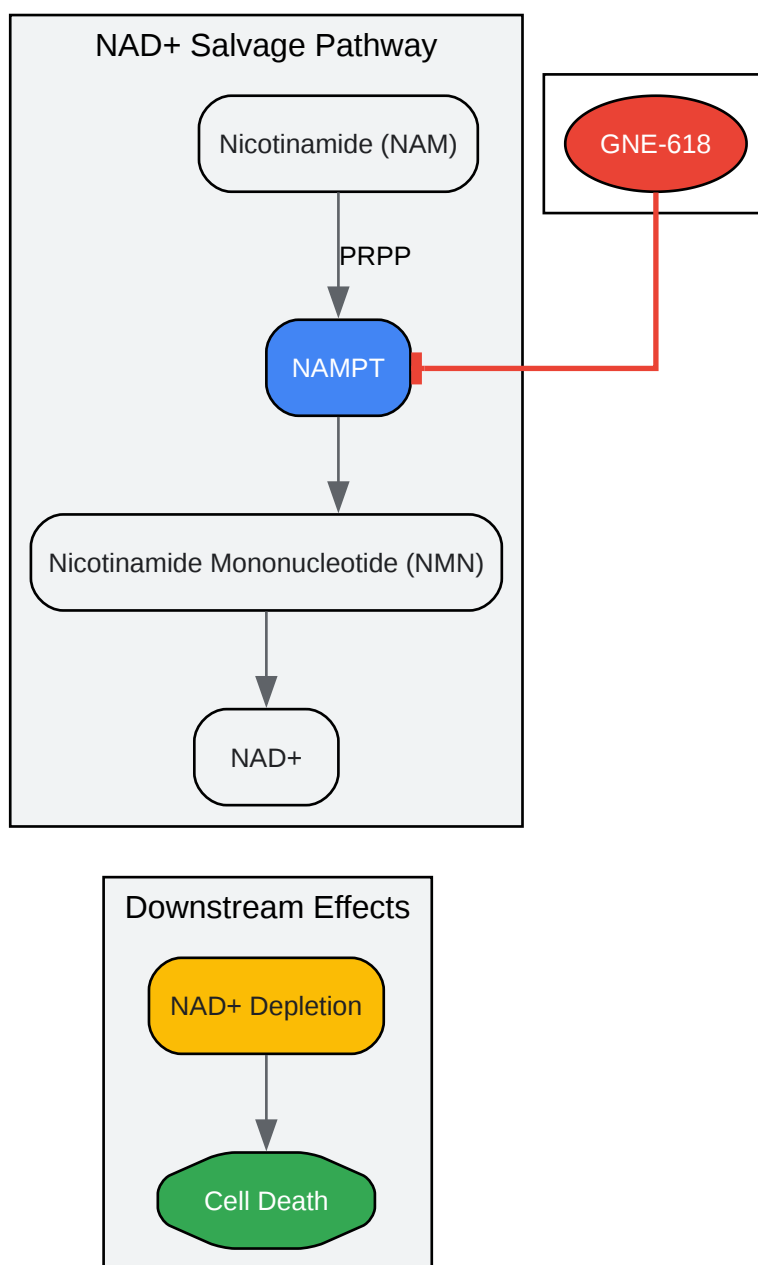 NAD+ Salvage Pathway
Nicotinamide (NAM)
GNE-618
PRPP
NAMPT
Nicotinamide Mononucleotide (NMN)
NAD+
Downstream Effects
NAD+ Depletion
Cell Death